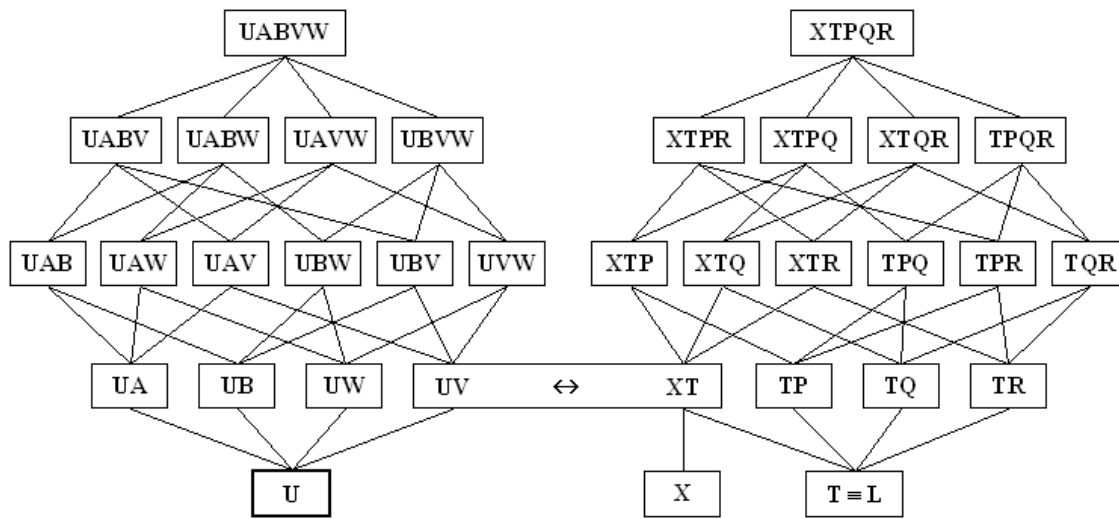 UABVW XTPQR
UABV UABW UAVW UBVW XTPR XTPQ XTQR TPQR
UAB UAW UAV UBW UBV UVW XTP XTQ XTR TPQ TPR TQR
UA UB UW UV ↔ XT TP TQ TR
U X T ≡ L